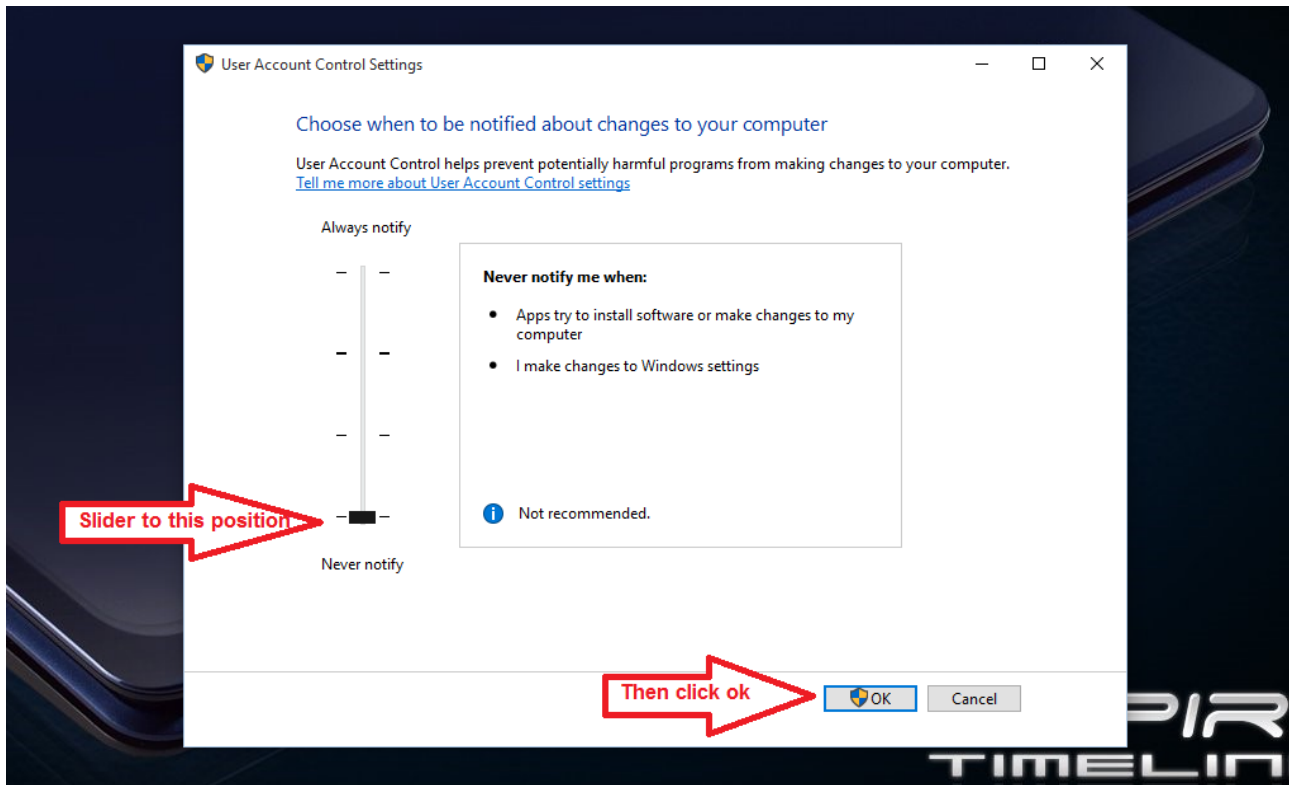 User Account Control Settings
Choose when to be notified about changes to your computer
User Account Control helps prevent potentially harmful programs from making changes to your computer.
Tell me more about User Account Control settings
Always notify
Never notify me when:
• Apps try to install software or make changes to my
computer
• I make changes to Windows settings
Slider to this position
Not recommended.
Never notify
Then click ok
OK
Cancel
PIR
TIMELIN